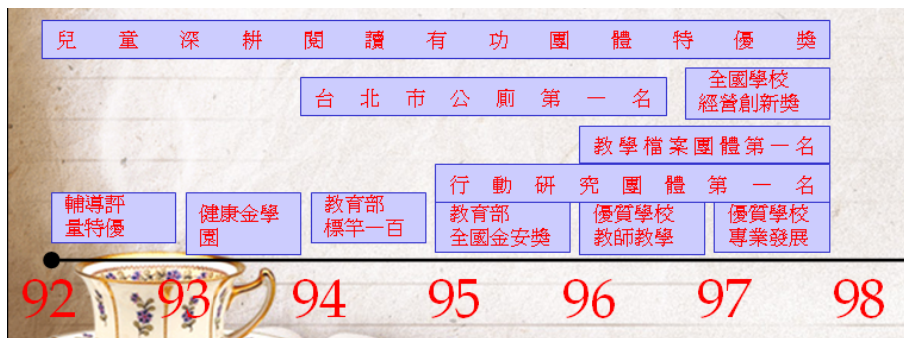 兒童深耕閱讀有功團體特優獎
台北市公廁第一名
全國學校
經營創新獎
教學檔案團體第一名
行動研究團體第一名
輔導評
量特優
健康金學
園
教育部
標竿一百
教育部
全國金安獎
優質學校
教師教學
優質學校
專業發展
92 93 94 95 96 97 98